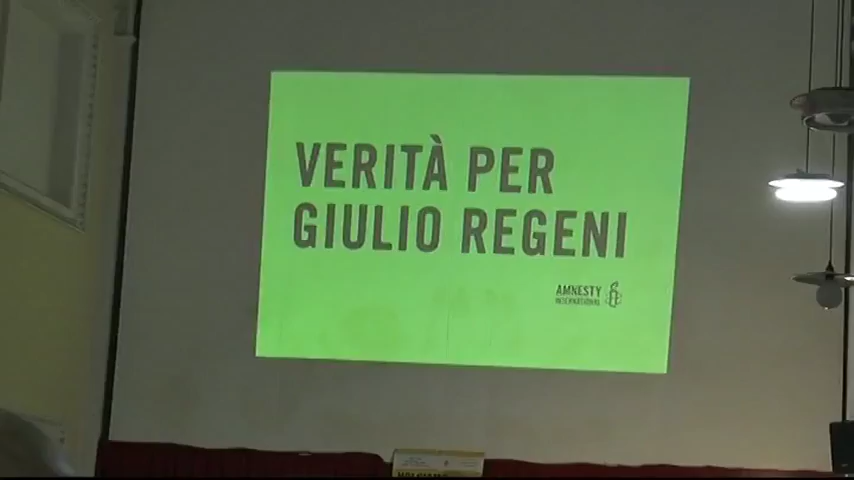 VERITÀ PER
GIULIO REGENI
AMNESTY
INTERNATIONAL